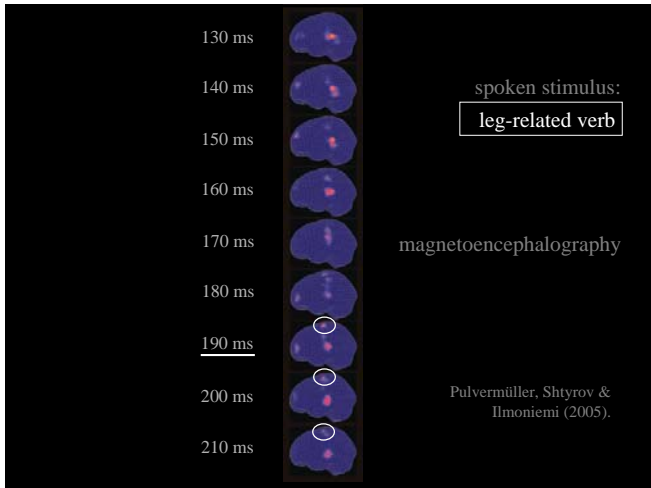 130 ms
140 ms
spoken stimulus:
leg-related verb
150 ms
160 ms
170 ms
magnetoencephalography
180 ms
190 ms
200 ms
Pulvermüller, Shtyrov &
Ilmoniemi (2005).
210 ms